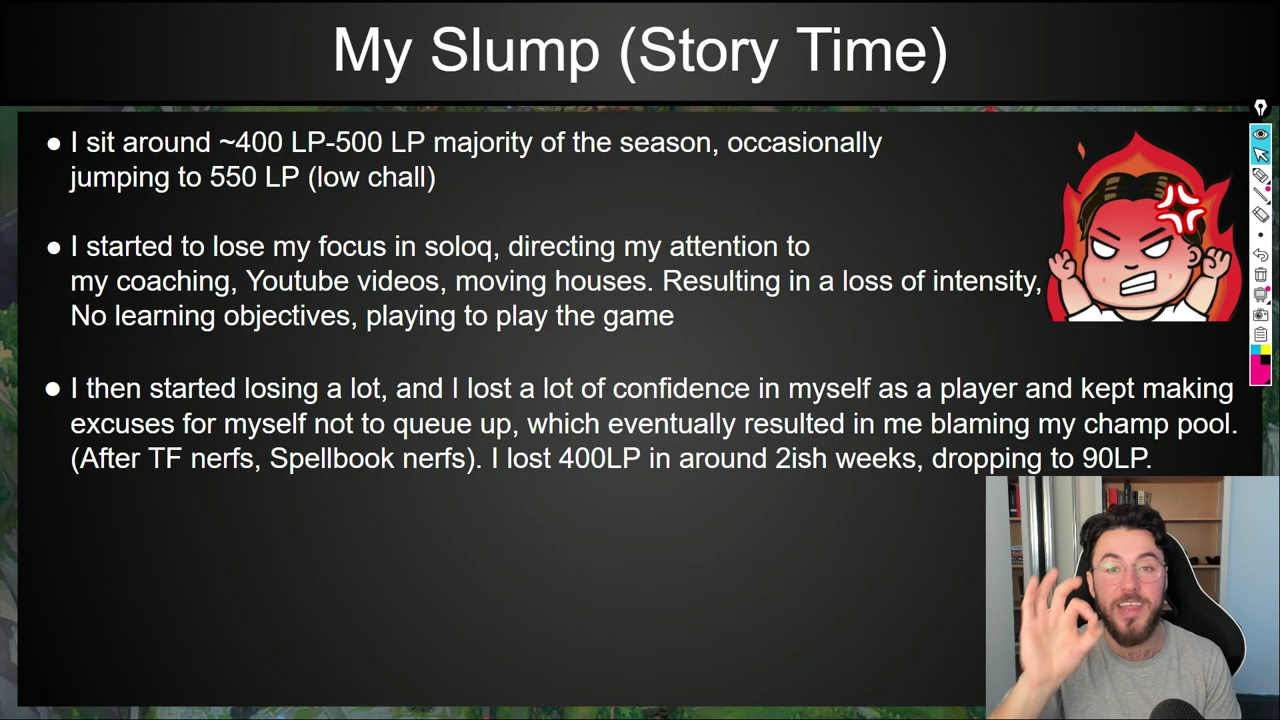 My Slump (Story Time)
● I sit around ~400 LP-500 LP majority of the season, occasionally
jumping to 550 LP (low chall)
● I started to lose my focus in soloq, directing my attention to
my coaching, Youtube videos, moving houses. Resulting in a loss of intensity,
No learning objectives, playing to play the game
● I then started losing a lot, and I lost a lot of confidence in myself as a player and kept making
excuses for myself not to queue up, which eventually resulted in me blaming my champ pool.
(After TF nerfs, Spellbook nerfs). I lost 400LP in around 2ish weeks, dropping to 90LP.